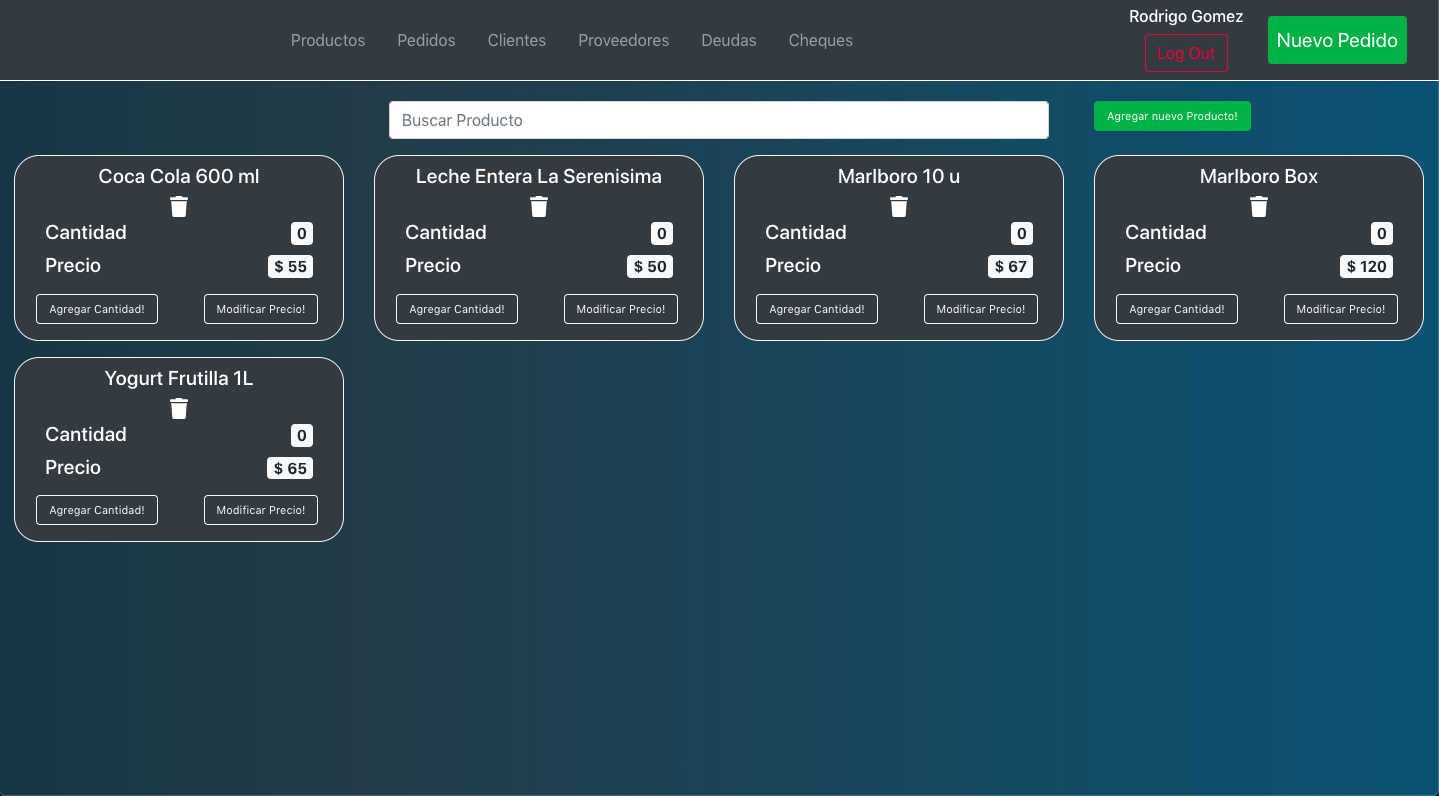 Productos Pedidos Clientes Proveedores Deudas Cheques
Rodrigo Gomez
Log Out
Nuevo Pedido
Buscar Producto
Agregar nuevo Producto!
Coca Cola 600 ml
Cantidad 0
Precio $ 55
Agregar Cantidad! Modificar Precio!
Leche Entera La Serenisima
Cantidad 0
Precio $ 50
Agregar Cantidad! Modificar Precio!
Marlboro 10 u
Cantidad 0
Precio $ 67
Agregar Cantidad! Modificar Precio!
Marlboro Box
Cantidad 0
Precio $ 120
Agregar Cantidad! Modificar Precio!
Yogurt Frutilla 1L
Cantidad 0
Precio $ 65
Agregar Cantidad! Modificar Precio!